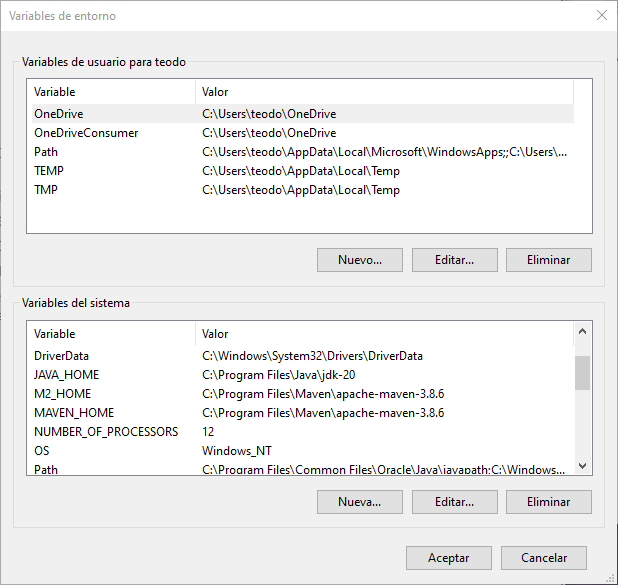 Variables de entorno
Variables de usuario para teodo
Variable Valor
OneDrive C:\Users\teodo\OneDrive
OneDriveConsumer C:\Users\teodo\OneDrive
Path C:\Users\teodo\AppData\Local\Microsoft\WindowsApps;;C:\Users\...
TEMP C:\Users\teodo\AppData\Local\Temp
TMP C:\Users\teodo\AppData\Local\Temp
Nuevo... Editar... Eliminar
Variables del sistema
Variable Valor
DriverData C:\Windows\System32\Drivers\DriverData
JAVA_HOME C:\Program Files\Java\jdk-20
M2_HOME C:\Program Files\Maven\apache-maven-3.8.6
MAVEN_HOME C:\Program Files\Maven\apache-maven-3.8.6
NUMBER_OF_PROCESSORS 12
OS Windows_NT
Path C:\Program Files\Common Files\Oracle\Java\javapath;C:\Windows...
Nueva... Editar... Eliminar
Aceptar Cancelar